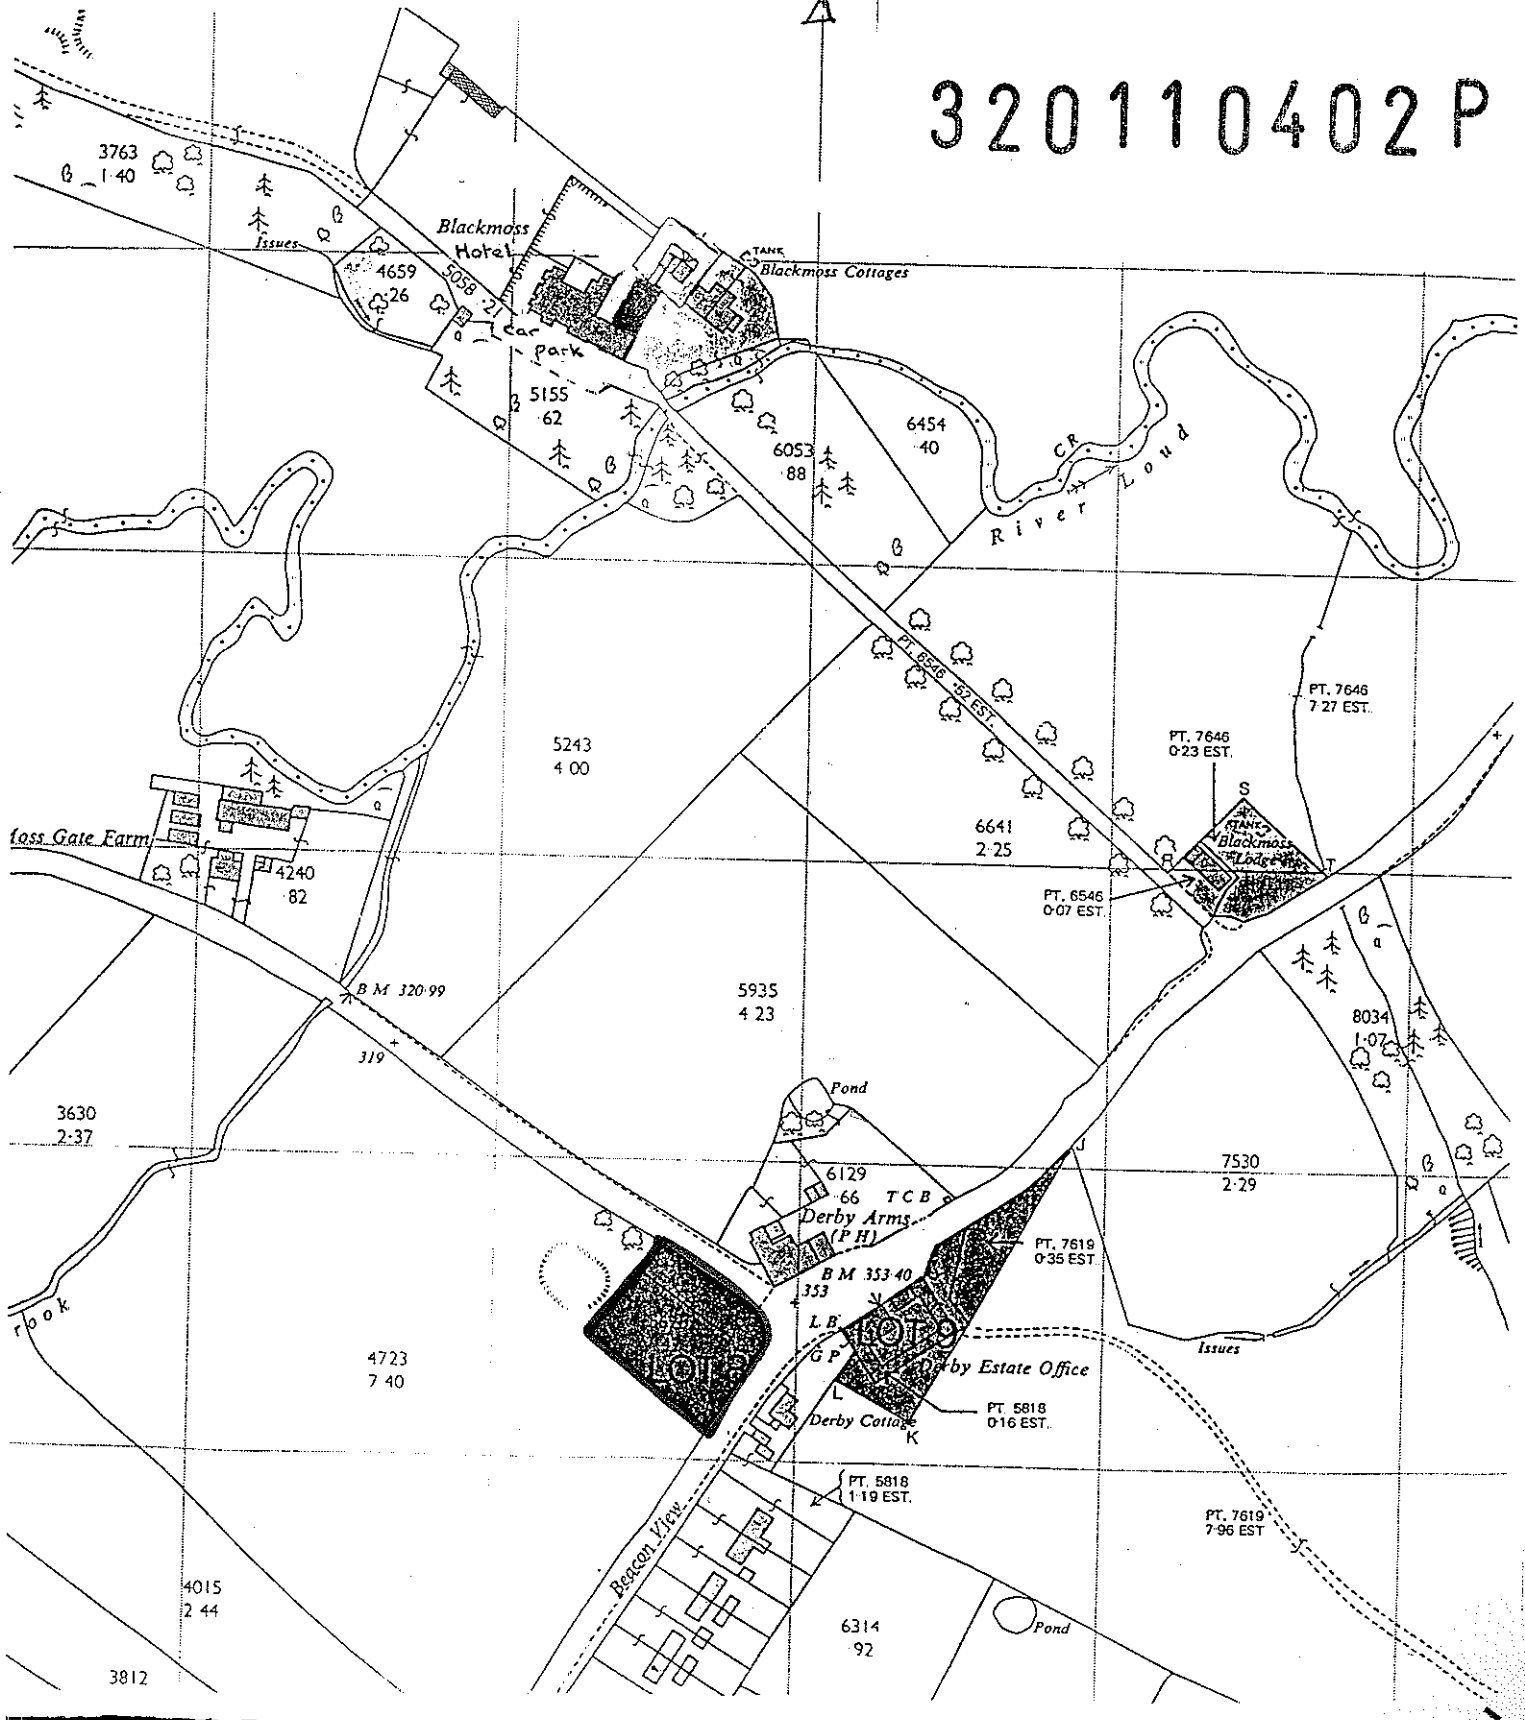 320110402 P
3763
1·40
B
B
Issues
Blackmoss
Hotel
TANK
Blackmoss Cottages
4659
·26
5058 ·21
a
Car
park
a
B
5155
62
6053
·88
6454
·40
CR
River Loud
B
a
B
PT. 6546 ·52 EST.
PT. 7646
7·27 EST.
5243
4 00
PT. 7646
0·23 EST.
S
TANK
Blackmoss
Lodge
R
T
a
Moss Gate Farm
4240
·82
6641
2·25
PT. 6546
0·07 EST.
B
a
B M 320·99
319
5935
4 23
8034
1·07
Pond
3630
2·37
J
7530
2·29
B
a
6129
·66
T C B
Derby Arms
(P H)
PT. 7619
0·35 EST.
B M 353·40
353
L B
G P
LOT 9
rook
LOT
Derby Estate Office
Issues
4723
7 40
L
Derby Cottage
K
PT. 5818
0·16 EST.
PT. 5818
1·19 EST.
PT. 7619
7·96 EST
Beacon View
4015
2 44
6314
·92
Pond
3812